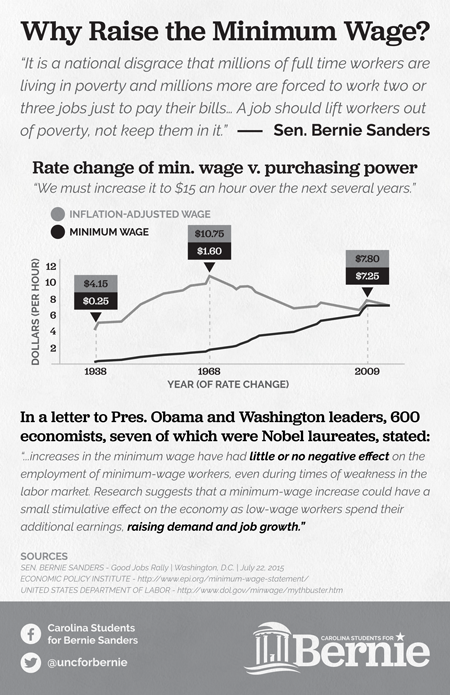 Why Raise the Minimum Wage?
“It is a national disgrace that millions of full time workers are
living in poverty and millions more are forced to work two or
three jobs just to pay their bills... A job should lift workers out
of poverty, not keep them in it.” — Sen. Bernie Sanders
Rate change of min. wage v. purchasing power
“We must increase it to $15 an hour over the next several years.”
INFLATION-ADJUSTED WAGE
MINIMUM WAGE
$4.15
$0.25
$10.75
$1.60
$7.80
$7.25
DOLLARS (PER HOUR)
12
10
8
6
4
2
1938
1968
2009
YEAR (OF RATE CHANGE)
In a letter to Pres. Obama and Washington leaders, 600
economists, seven of which were Nobel laureates, stated:
“...increases in the minimum wage have had little or no negative effect on the
employment of minimum-wage workers, even during times of weakness in the
labor market. Research suggests that a minimum-wage increase could have a
small stimulative effect on the economy as low-wage workers spend their
additional earnings, raising demand and job growth.”
SOURCES
SEN. BERNIE SANDERS - Good Jobs Rally | Washington, D.C. | July 22, 2015
ECONOMIC POLICY INSTITUTE - http://www.epi.org/minimum-wage-statement/
UNITED STATES DEPARTMENT OF LABOR - http://www.dol.gov/minwage/mythbuster.htm
Carolina Students
for Bernie Sanders
@uncforbernie
CAROLINA STUDENTS FOR
Bernie